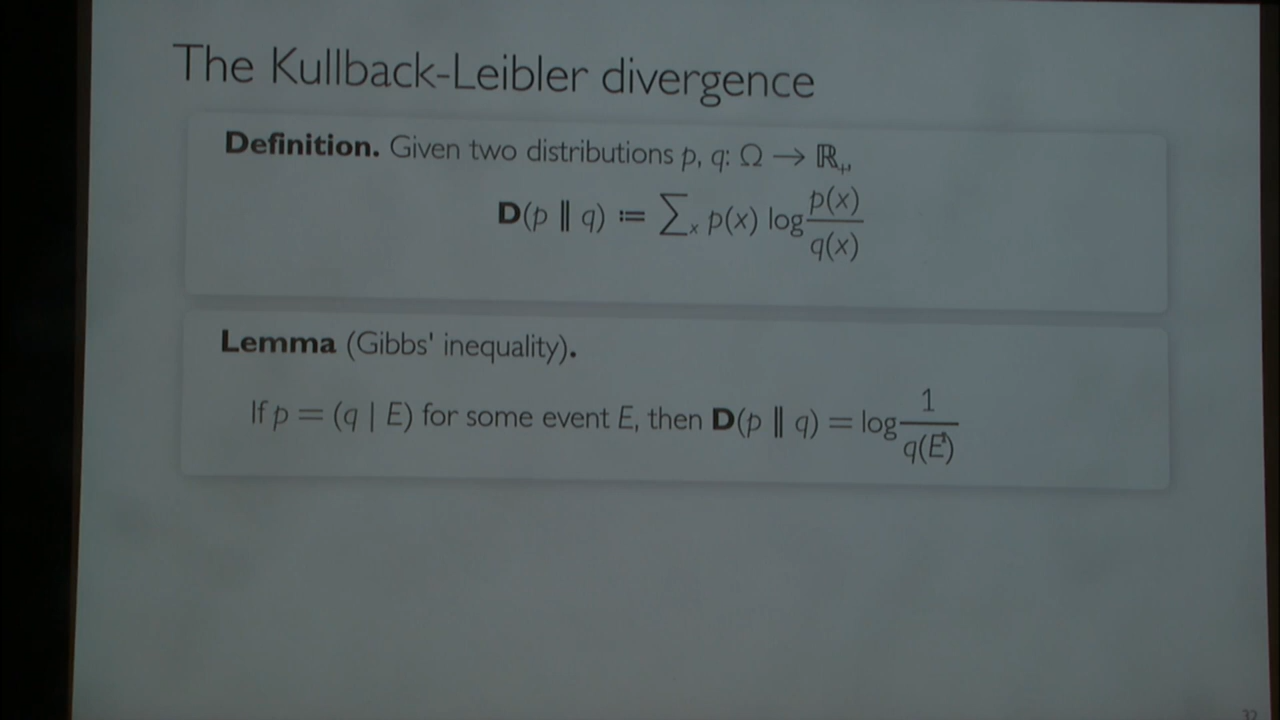 The Kullback-Leibler divergence
Definition. Given two distributions p, q: Ω → ℝ₊,
D(p ∥ q) ≔ ∑ₓ p(x) log p(x)/q(x)
Lemma (Gibbs' inequality).
If p = (q | E) for some event E, then D(p ∥ q) = log 1/q(E)
32